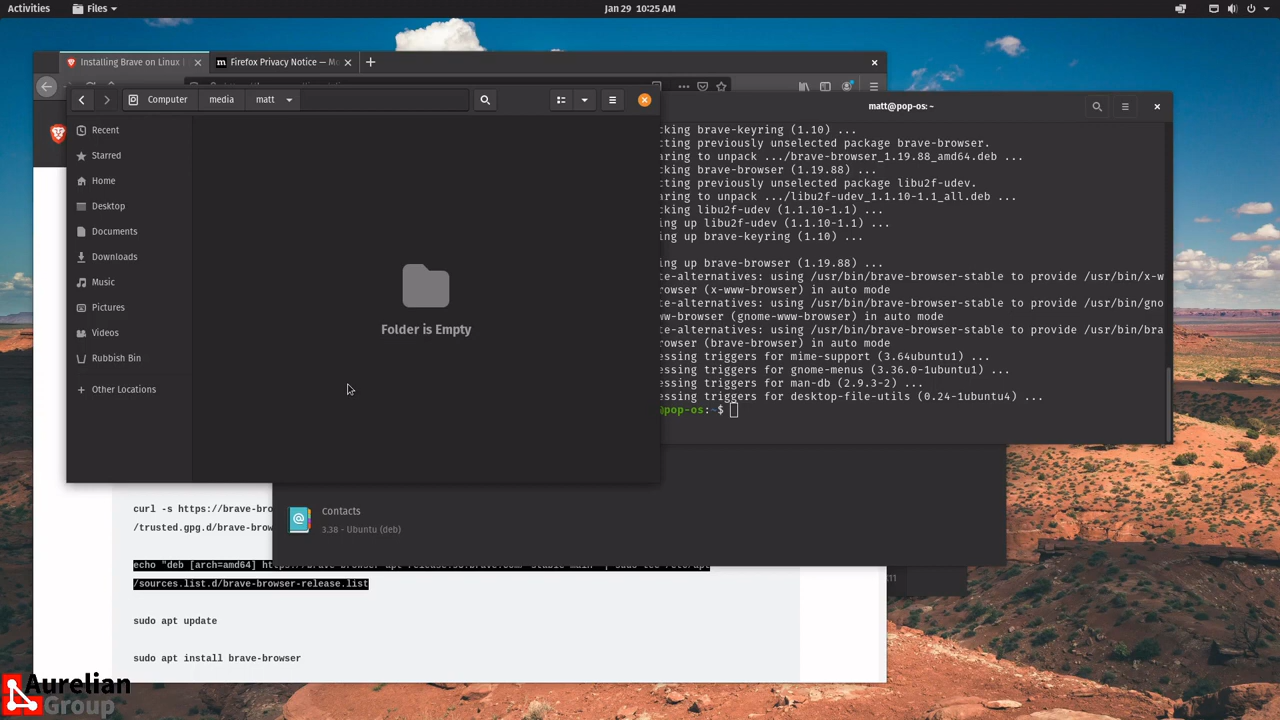 Activities
Files
Jan 29 10:25 AM
Installing Brave on Linux
Firefox Privacy Notice — Mo
Computer
media
matt
Recent
Starred
Home
Desktop
Documents
Downloads
Music
Pictures
Videos
Rubbish Bin
Other Locations
Folder is Empty
matt@pop-os: ~
cking brave-keyring (1.10) ...
cting previously unselected package brave-browser.
aring to unpack .../brave-browser_1.19.88_amd64.deb ...
cking brave-browser (1.19.88) ...
cting previously unselected package libu2f-udev.
aring to unpack .../libu2f-udev_1.1.10-1.1_all.deb ...
cking libu2f-udev (1.1.10-1.1) ...
ing up libu2f-udev (1.1.10-1.1) ...
ing up brave-keyring (1.10) ...
ing up brave-browser (1.19.88) ...
te-alternatives: using /usr/bin/brave-browser-stable to provide /usr/bin/x-w
rowser (x-www-browser) in auto mode
te-alternatives: using /usr/bin/brave-browser-stable to provide /usr/bin/gno
ww-browser (gnome-www-browser) in auto mode
te-alternatives: using /usr/bin/brave-browser-stable to provide /usr/bin/bra
rowser (brave-browser) in auto mode
essing triggers for mime-support (3.64ubuntu1) ...
essing triggers for gnome-menus (3.36.0-1ubuntu1) ...
essing triggers for man-db (2.9.3-2) ...
essing triggers for desktop-file-utils (0.24-1ubuntu4) ...
@pop-os:~$
Contacts
3.38 - Ubuntu (deb)
curl -s https://brave-bro
/trusted.gpg.d/brave-brow
echo "deb [arch=amd64]
/sources.list.d/brave-browser-release.list
sudo apt update
sudo apt install brave-browser
Aurelian
Group